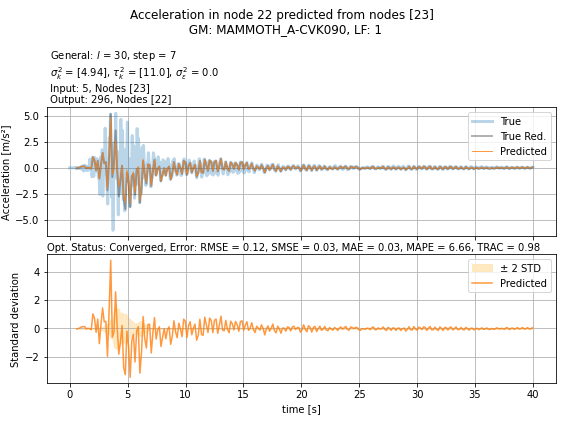 Acceleration in node 22 predicted from nodes [23]
GM: MAMMOTH_A-CVK090, LF: 1
General: l = 30, step = 7
σ²ₖ = [4.94], τ²ₖ = [11.0], σ²ε = 0.0
Input: 5, Nodes [23]
Output: 296, Nodes [22]
Acceleration [m/s²]
5.0
2.5
0.0
−2.5
−5.0
True
True Red.
Predicted
Opt. Status: Converged, Error: RMSE = 0.12, SMSE = 0.03, MAE = 0.03, MAPE = 6.66, TRAC = 0.98
Standard deviation
4
2
0
−2
± 2 STD
Predicted
0 5 10 15 20 25 30 35 40
time [s]